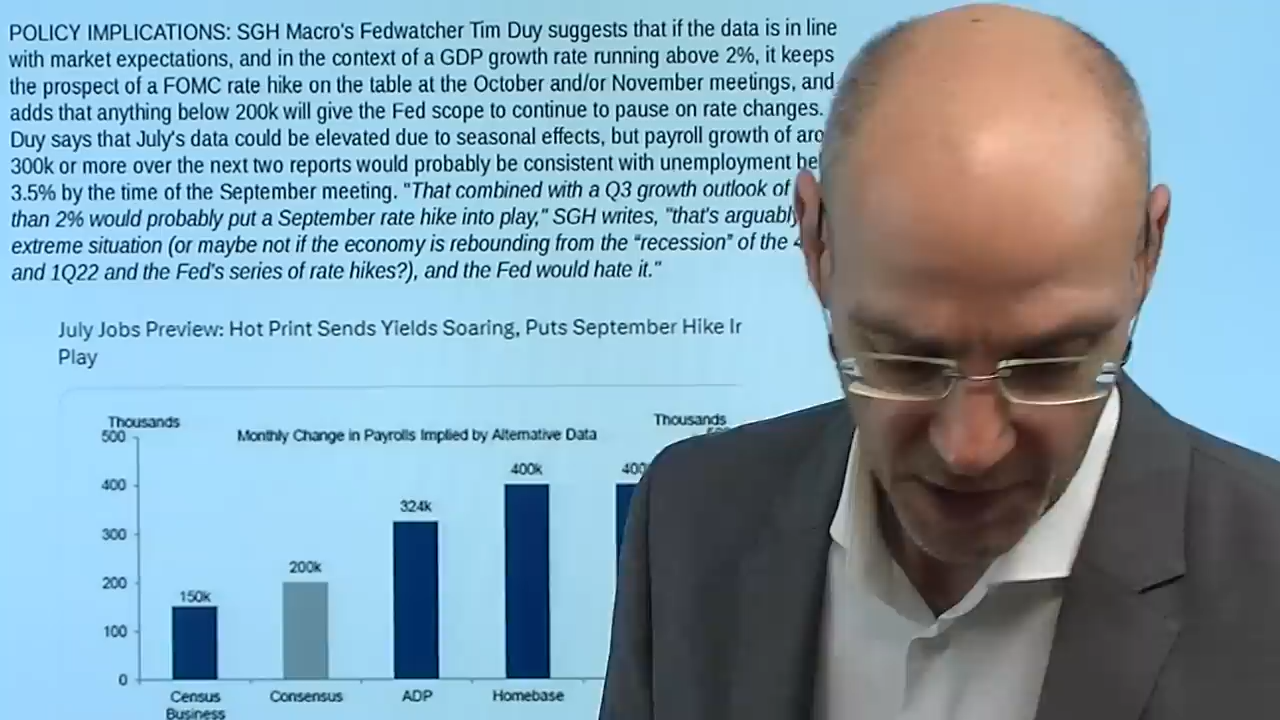 POLICY IMPLICATIONS: SGH Macro's Fedwatcher Tim Duy suggests that if the data is in line
with market expectations, and in the context of a GDP growth rate running above 2%, it keeps
the prospect of a FOMC rate hike on the table at the October and/or November meetings, and
adds that anything below 200k will give the Fed scope to continue to pause on rate changes.
Duy says that July's data could be elevated due to seasonal effects, but payroll growth of aro
300k or more over the next two reports would probably be consistent with unemployment bel
3.5% by the time of the September meeting. "That combined with a Q3 growth outlook of
than 2% would probably put a September rate hike into play," SGH writes, "that's arguably
extreme situation (or maybe not if the economy is rebounding from the “recession” of the 4
and 1Q22 and the Fed's series of rate hikes?), and the Fed would hate it."
July Jobs Preview: Hot Print Sends Yields Soaring, Puts September Hike Ir
Play
Thousands
Thousands
Monthly Change in Payrolls Implied by Alternative Data
500
400
300
200
100
0
150k
200k
324k
400k
400
Census
Business
Consensus
ADP
Homebase